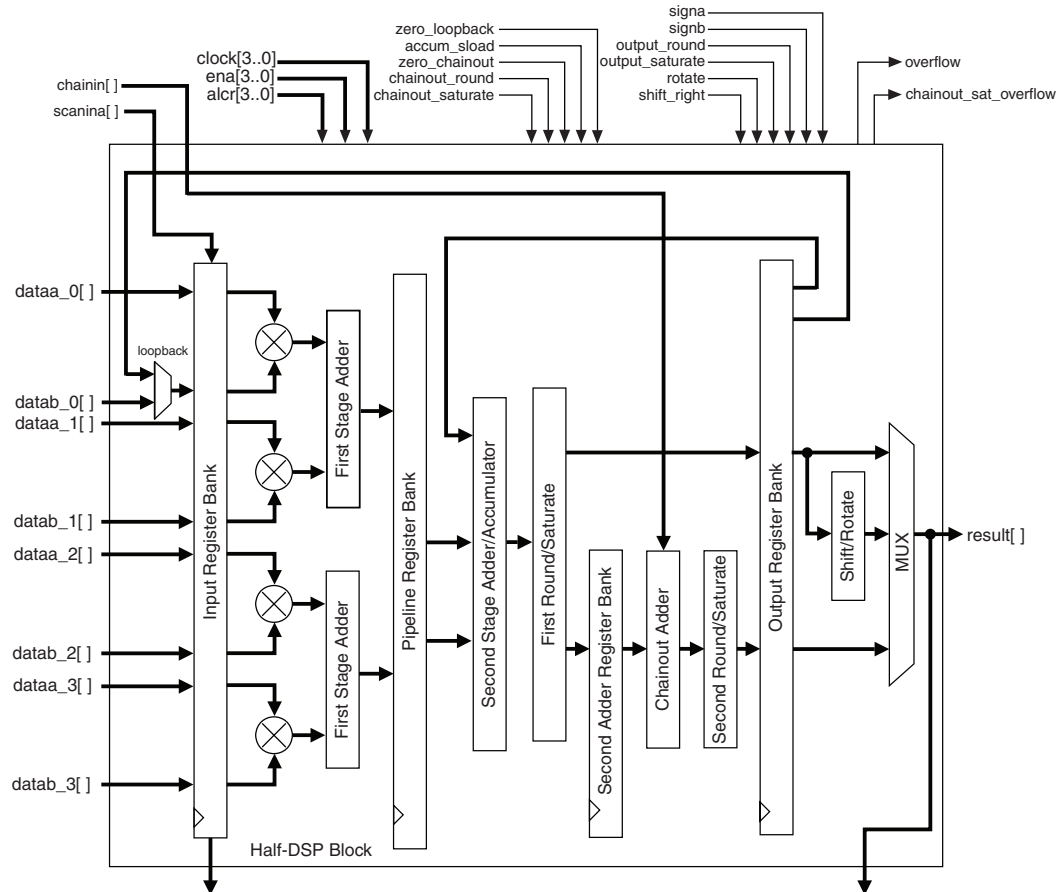 signa
signb
output_round
output_saturate
rotate
shift_right
zero_loopback
accum_sload
zero_chainout
chainout_round
chainout_saturate
clock[3..0]
ena[3..0]
alcr[3..0]
overflow
chainout_sat_overflow
chainin[ ]
scanina[ ]
dataa_0[ ]
loopback
datab_0[ ]
dataa_1[ ]
datab_1[ ]
dataa_2[ ]
datab_2[ ]
dataa_3[ ]
datab_3[ ]
Input Register Bank
First Stage Adder
First Stage Adder
Pipeline Register Bank
Second Stage Adder/Accumulator
First Round/Saturate
Second Adder Register Bank
Chainout Adder
Second Round/Saturate
Output Register Bank
Shift/Rotate
MUX
result[ ]
Half-DSP Block